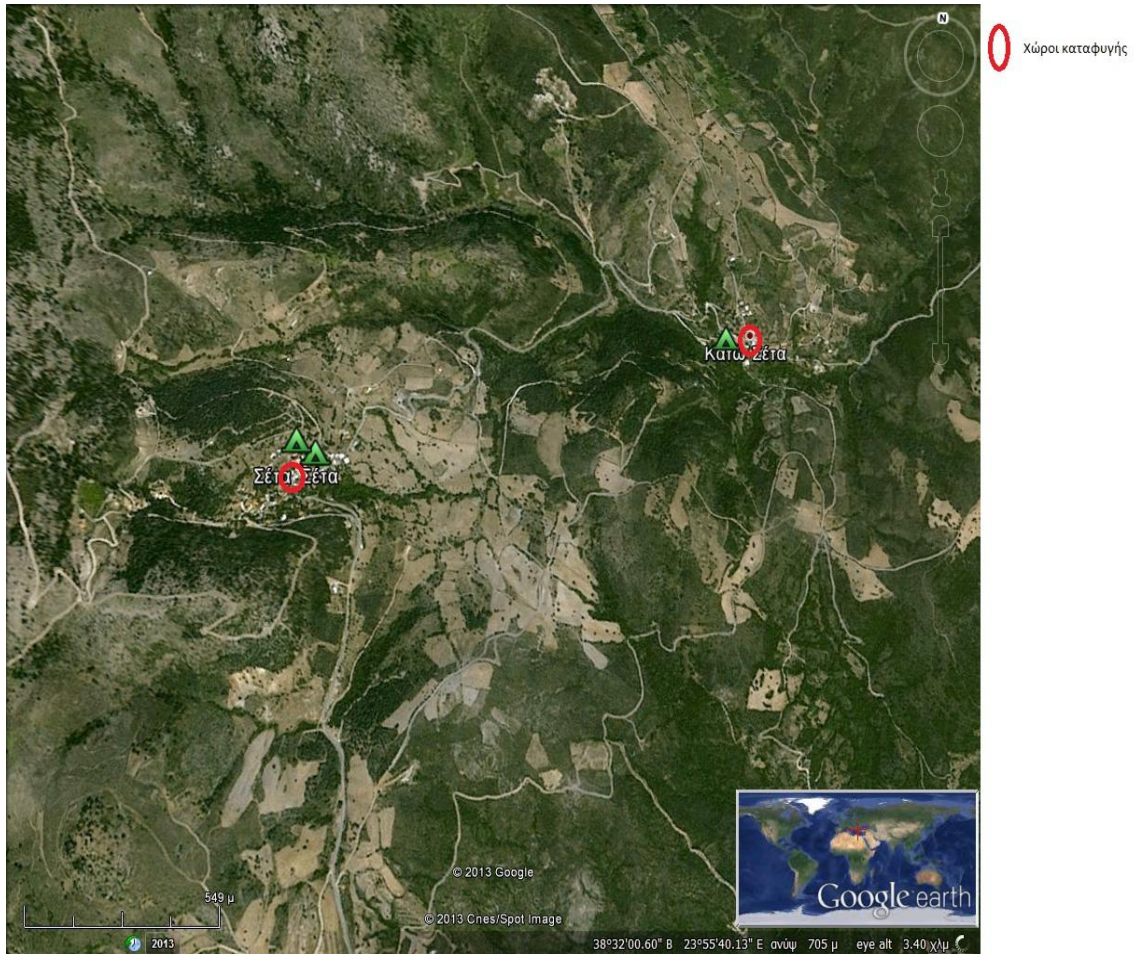 N
Χώροι καταφυγής
Κάτω Σέτα
Σέτα Σέτα
© 2013 Google
549 μ
© 2013 Cnes/Spot Image
Google earth
2013
38°32'00.60" Β 23°55'40.13" Ε ανύψ 705 μ eye alt 3.40 χλμ